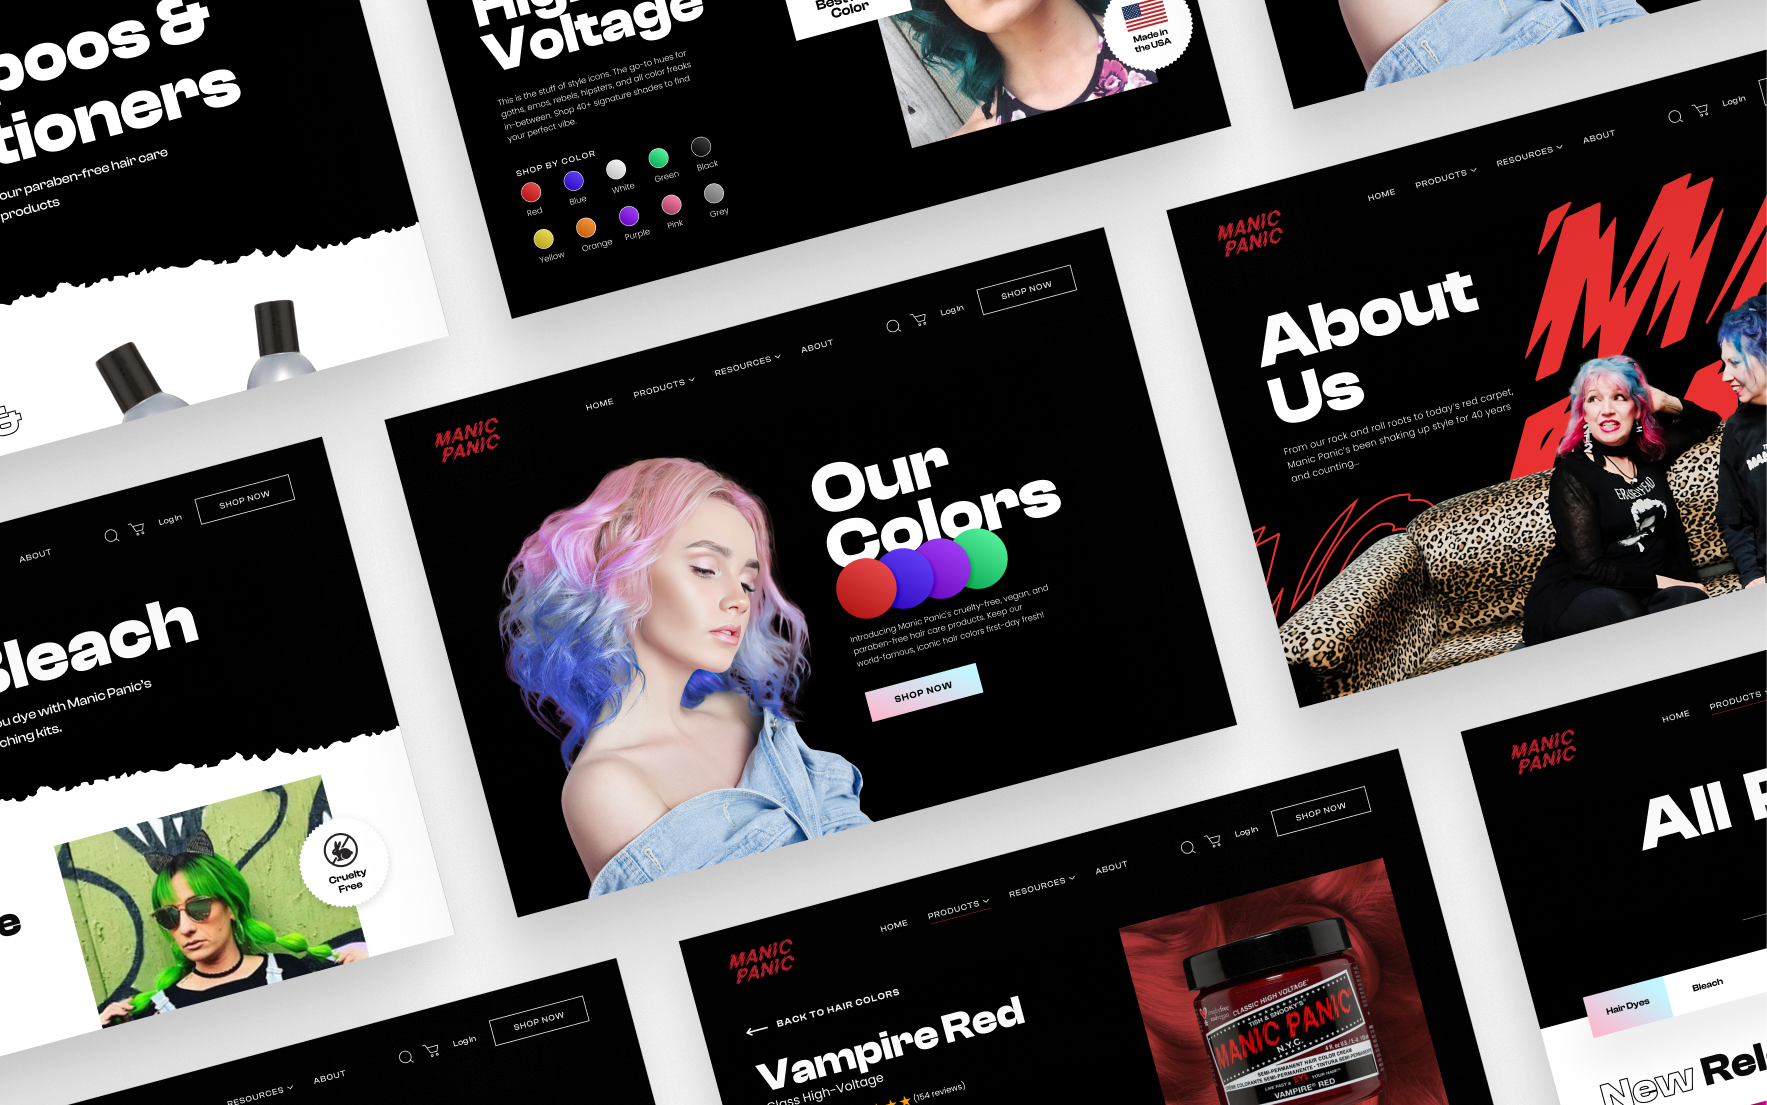 poos &
tioners
our paraben-free hair care
products
&
Voltage
This is the stuff of style icons. The go-to hues for
goths, emos, rebels, hipsters, and all color freaks
in-between. Shop 40+ signature shades to find
your perfect vibe.
SHOP BY COLOR
Red
Blue
White
Green
Black
Yellow
Orange
Purple
Pink
Grey
Color
Made in
the USA
ABOUT
Log In
SHOP NOW
Bleach
u dye with Manic Panic's
ching kits.
e
Cruelty
Free
MANIC
PANIC
HOME
PRODUCTS
RESOURCES
ABOUT
Log In
SHOP NOW
Our
Colors
Introducing Manic Panic's cruelty-free, vegan, and
paraben-free hair care products. Keep our
world-famous, iconic hair colors first-day fresh!
SHOP NOW
MANIC
PANIC
HOME
PRODUCTS
RESOURCES
ABOUT
Log In
About
Us
From our rock and roll roots to today's red carpet,
Manic Panic's been shaking up style for 40 years
and counting...
RESOURCES
ABOUT
Log In
SHOP NOW
MANIC
PANIC
HOME
PRODUCTS
RESOURCES
ABOUT
Log In
SHOP NOW
BACK TO HAIR COLORS
Vampire Red
Glass High-Voltage
(154 reviews)
CLASSIC HIGH VOLTAGE
TISH & SNOOKY'S
MANIC PANIC
N.Y.C.
SEMI-PERMANENT HAIR COLOR CREAM
VAMPIRE RED
MANIC
PANIC
HOME
PRODUCTS
All
Hair Dyes
Bleach
New Rel